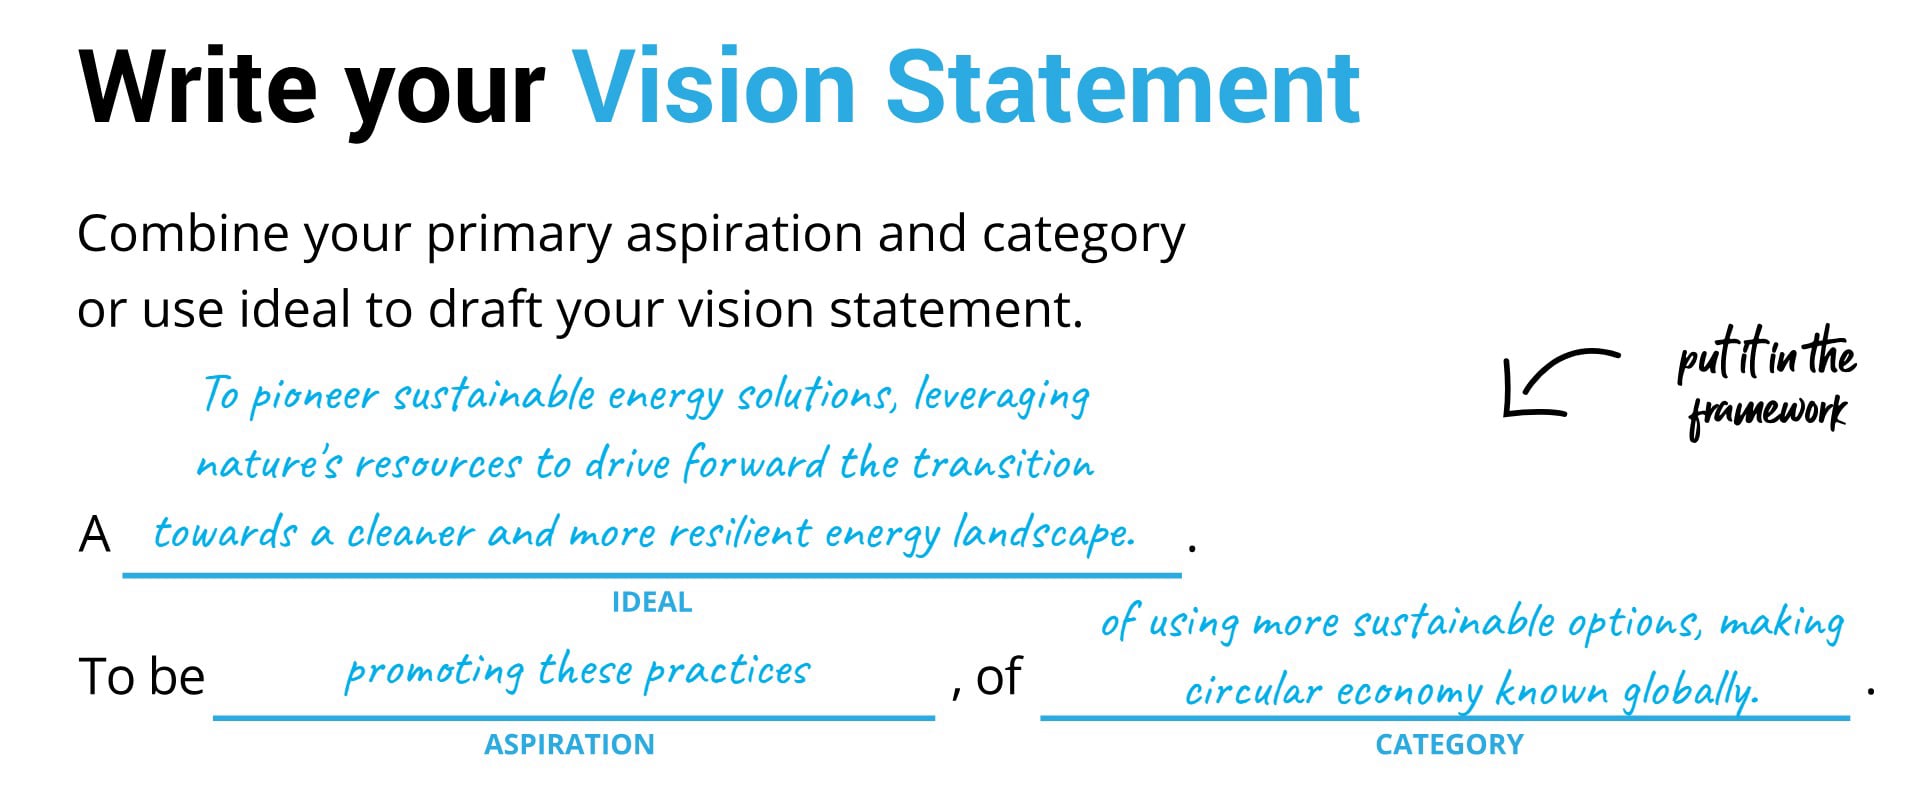 Write your Vision Statement
Combine your primary aspiration and category
or use ideal to draft your vision statement.
put it in the
framework
To pioneer sustainable energy solutions, leveraging
nature's resources to drive forward the transition
A towards a cleaner and more resilient energy landscape. .
IDEAL
of using more sustainable options, making
To be promoting these practices , of circular economy known globally. .
ASPIRATION CATEGORY